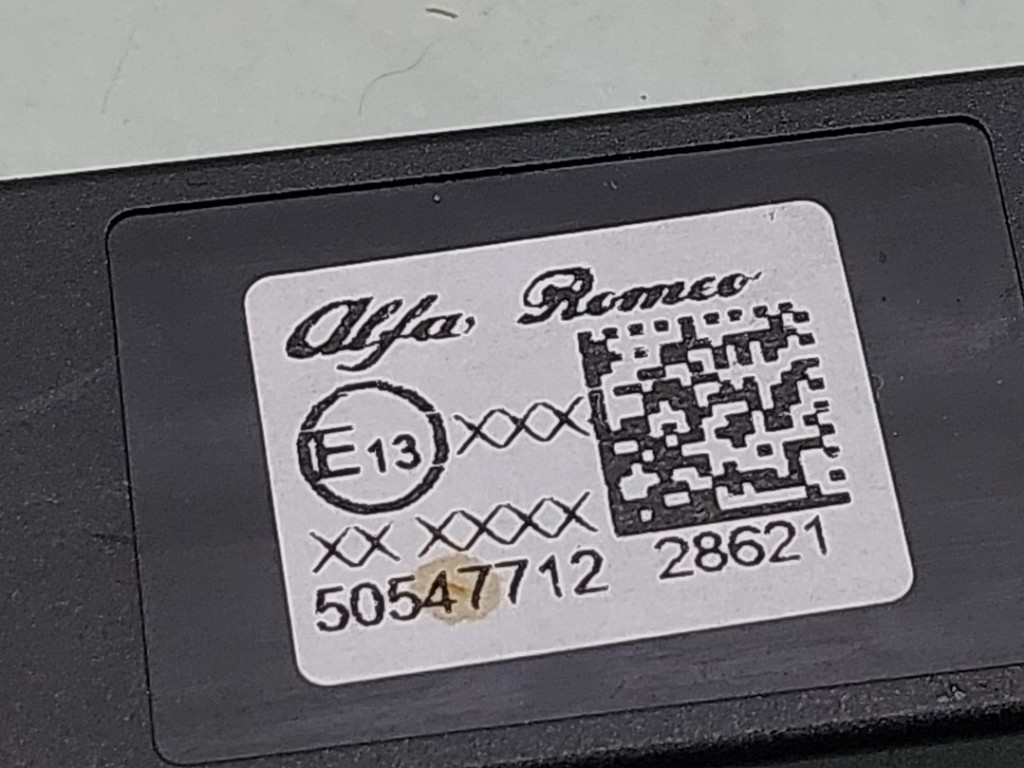 Alfa Romeo
E13 XXX
XX XXXX
50547712 28621